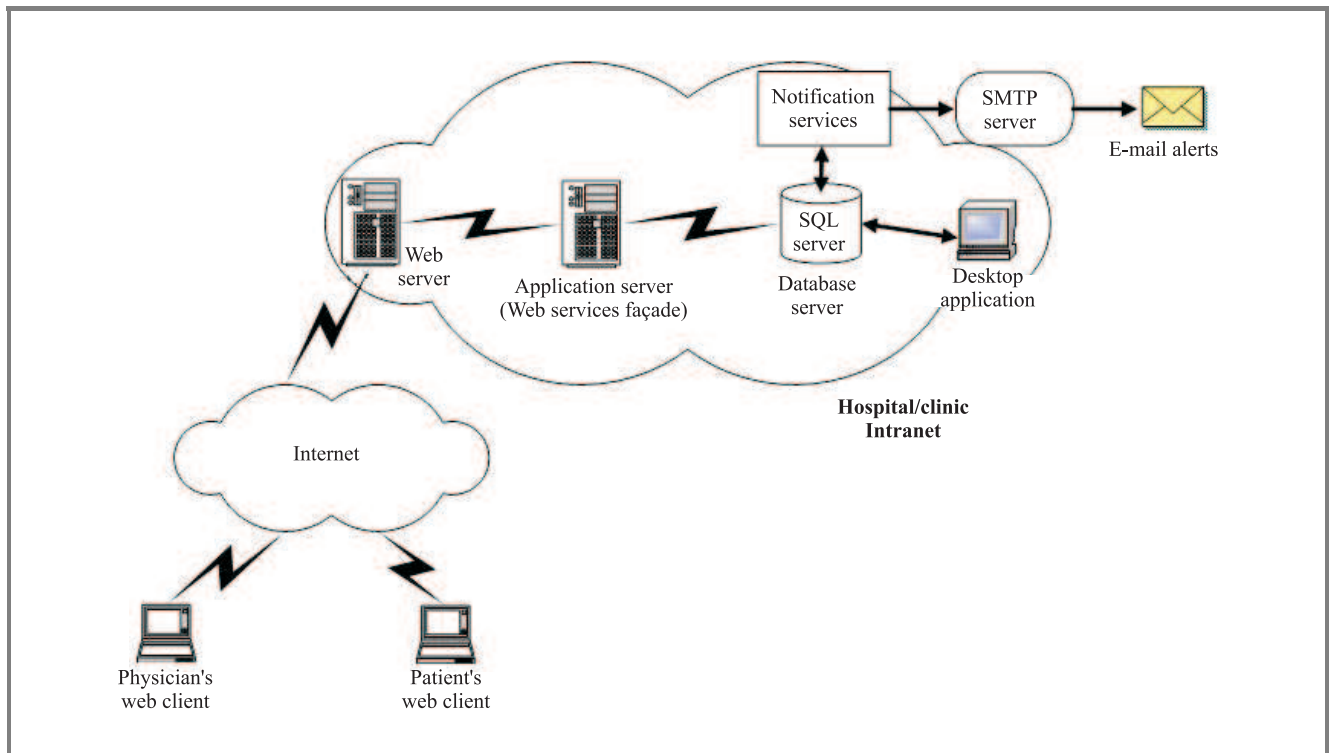 Notification
services
SMTP
server
E-mail alerts
Web
server
Application server
(Web services façade)
SQL
server
Database
server
Desktop
application
Hospital/clinic
Intranet
Internet
Physician's
web client
Patient's
web client